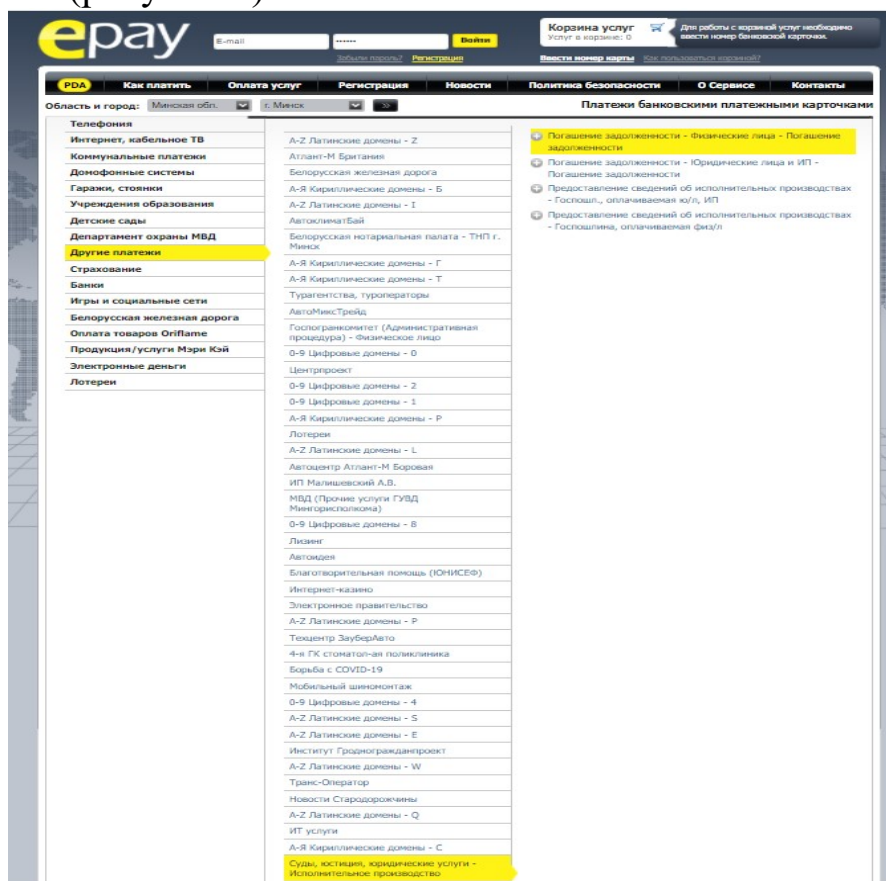 epay
E-mail
Войти
Забыли пароль? Регистрация
Корзина услуг
Услуг в корзине: 0
Для работы с корзиной услуг необходимо
ввести номер банковской карточки.
Ввести номер карты Как пользоваться корзиной?
PDA Как платить Оплата услуг Регистрация Новости Политика безопасности О Сервисе Контакты
Область и город: Минская обл. г. Минск
Платежи банковскими платежными карточками
Телефония
Интернет, кабельное ТВ
Коммунальные платежи
Домофонные системы
Гаражи, стоянки
Учреждения образования
Детские сады
Департамент охраны МВД
Другие платежи
Страхование
Банки
Игры и социальные сети
Белорусская железная дорога
Оплата товаров Oriflame
Продукция/услуги Мэри Кэй
Электронные деньги
Лотереи
A-Z Латинские домены - Z
Атлант-М Британия
Белорусская железная дорога
А-Я Кириллические домены - Б
A-Z Латинские домены - I
АвтоклиматБай
Белорусская нотариальная палата - ТНП г.
Минск
А-Я Кириллические домены - Г
А-Я Кириллические домены - Т
Турагентства, туроператоры
АвтоМиксТрейд
Госпогранкомитет (Административная
процедура) - Физическое лицо
0-9 Цифровые домены - 0
Центрпроект
0-9 Цифровые домены - 2
0-9 Цифровые домены - 1
А-Я Кириллические домены - Р
Лотереи
A-Z Латинские домены - L
Автоцентр Атлант-М Боровая
ИП Малишевский А.В.
МВД (Прочие услуги ГУВД
Мингорисполкома)
0-9 Цифровые домены - 8
Лизинг
Автоидея
Благотворительная помощь (ЮНИСЕФ)
Интернет-казино
Электронное правительство
A-Z Латинские домены - P
Техцентр ЗауберАвто
4-я ГК стоматол-ая поликлиника
Борьба с COVID-19
Мобильный шиномонтаж
0-9 Цифровые домены - 4
A-Z Латинские домены - S
A-Z Латинские домены - E
Институт Гродногражданпроект
A-Z Латинские домены - W
Транс-Оператор
Новости Стародорожчины
A-Z Латинские домены - Q
ИТ услуги
А-Я Кириллические домены - С
Суды, юстиция, юридические услуги -
Исполнительное производство
Погашение задолженности - Физические лица - Погашение
задолженности
Погашение задолженности - Юридические лица и ИП -
Погашение задолженности
Предоставление сведений об исполнительных производствах
- Госпошл., оплачиваемая ю/л, ИП
Предоставление сведений об исполнительных производствах
- Госпошлина, оплачиваемая физ/л